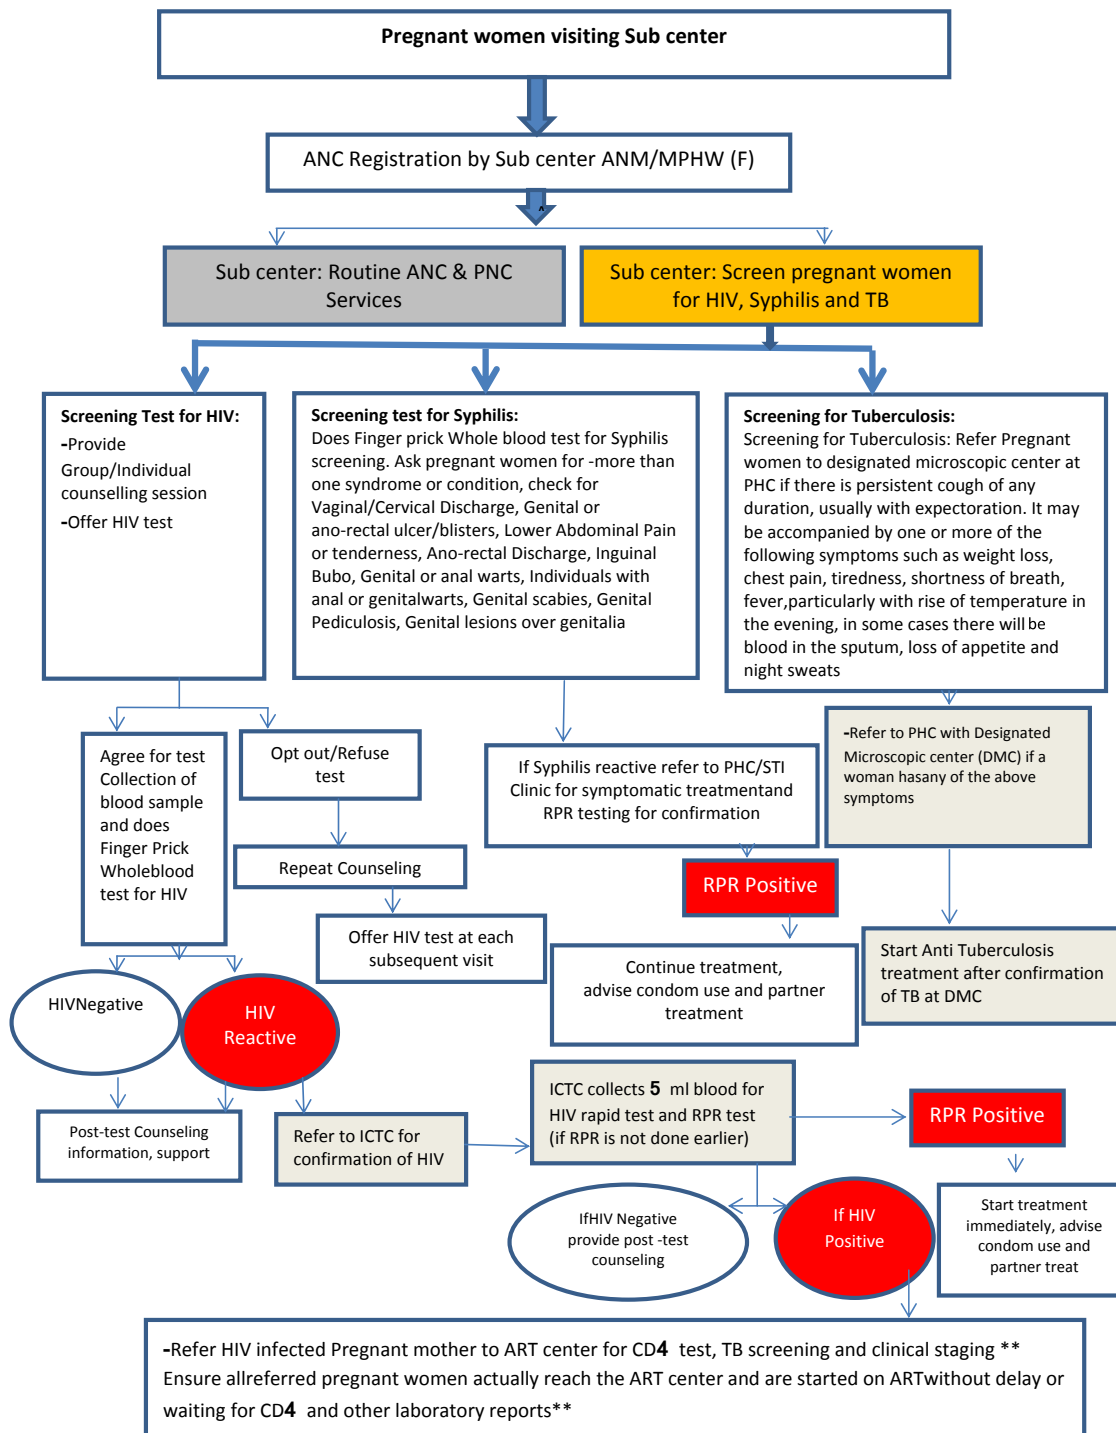 Pregnant women visiting Sub center
ANC Registration by Sub center ANM/MPHW (F)
^
Sub center: Routine ANC & PNC
Services
Sub center: Screen pregnant women
for HIV, Syphilis and TB
Screening Test for HIV:
-Provide
Group/Individual
counselling session
-Offer HIV test
Screening test for Syphilis:
Does Finger prick Whole blood test for Syphilis
screening. Ask pregnant women for -more than
one syndrome or condition, check for
Vaginal/Cervical Discharge, Genital or
ano-rectal ulcer/blisters, Lower Abdominal Pain
or tenderness, Ano-rectal Discharge, Inguinal
Bubo, Genital or anal warts, Individuals with
anal or genitalwarts, Genital scabies, Genital
Pediculosis, Genital lesions over genitalia
Screening for Tuberculosis:
Screening for Tuberculosis: Refer Pregnant
women to designated microscopic center at
PHC if there is persistent cough of any
duration, usually with expectoration. It may
be accompanied by one or more of the
following symptoms such as weight loss,
chest pain, tiredness, shortness of breath,
fever,particularly with rise of temperature in
the evening, in some cases there will be
blood in the sputum, loss of appetite and
night sweats
Agree for test
Collection of
blood sample
and does
Finger Prick
Wholeblood
test for HIV
Opt out/Refuse
test
If Syphilis reactive refer to PHC/STI
Clinic for symptomatic treatmentand
RPR testing for confirmation
-Refer to PHC with Designated
Microscopic center (DMC) if a
woman hasany of the above
symptoms
Repeat Counseling
RPR Positive
Offer HIV test at each
subsequent visit
Continue treatment,
advise condom use and partner
treatment
Start Anti Tuberculosis
treatment after confirmation
of TB at DMC
HIVNegative
HIV
Reactive
Post-test Counseling
information, support
Refer to ICTC for
confirmation of HIV
ICTC collects 5 ml blood for
HIV rapid test and RPR test
(if RPR is not done earlier)
RPR Positive
IfHIV Negative
provide post -test
counseling
If HIV
Positive
Start treatment
immediately, advise
condom use and
partner treat
-Refer HIV infected Pregnant mother to ART center for CD4 test, TB screening and clinical staging **
Ensure allreferred pregnant women actually reach the ART center and are started on ARTwithout delay or
waiting for CD4 and other laboratory reports**